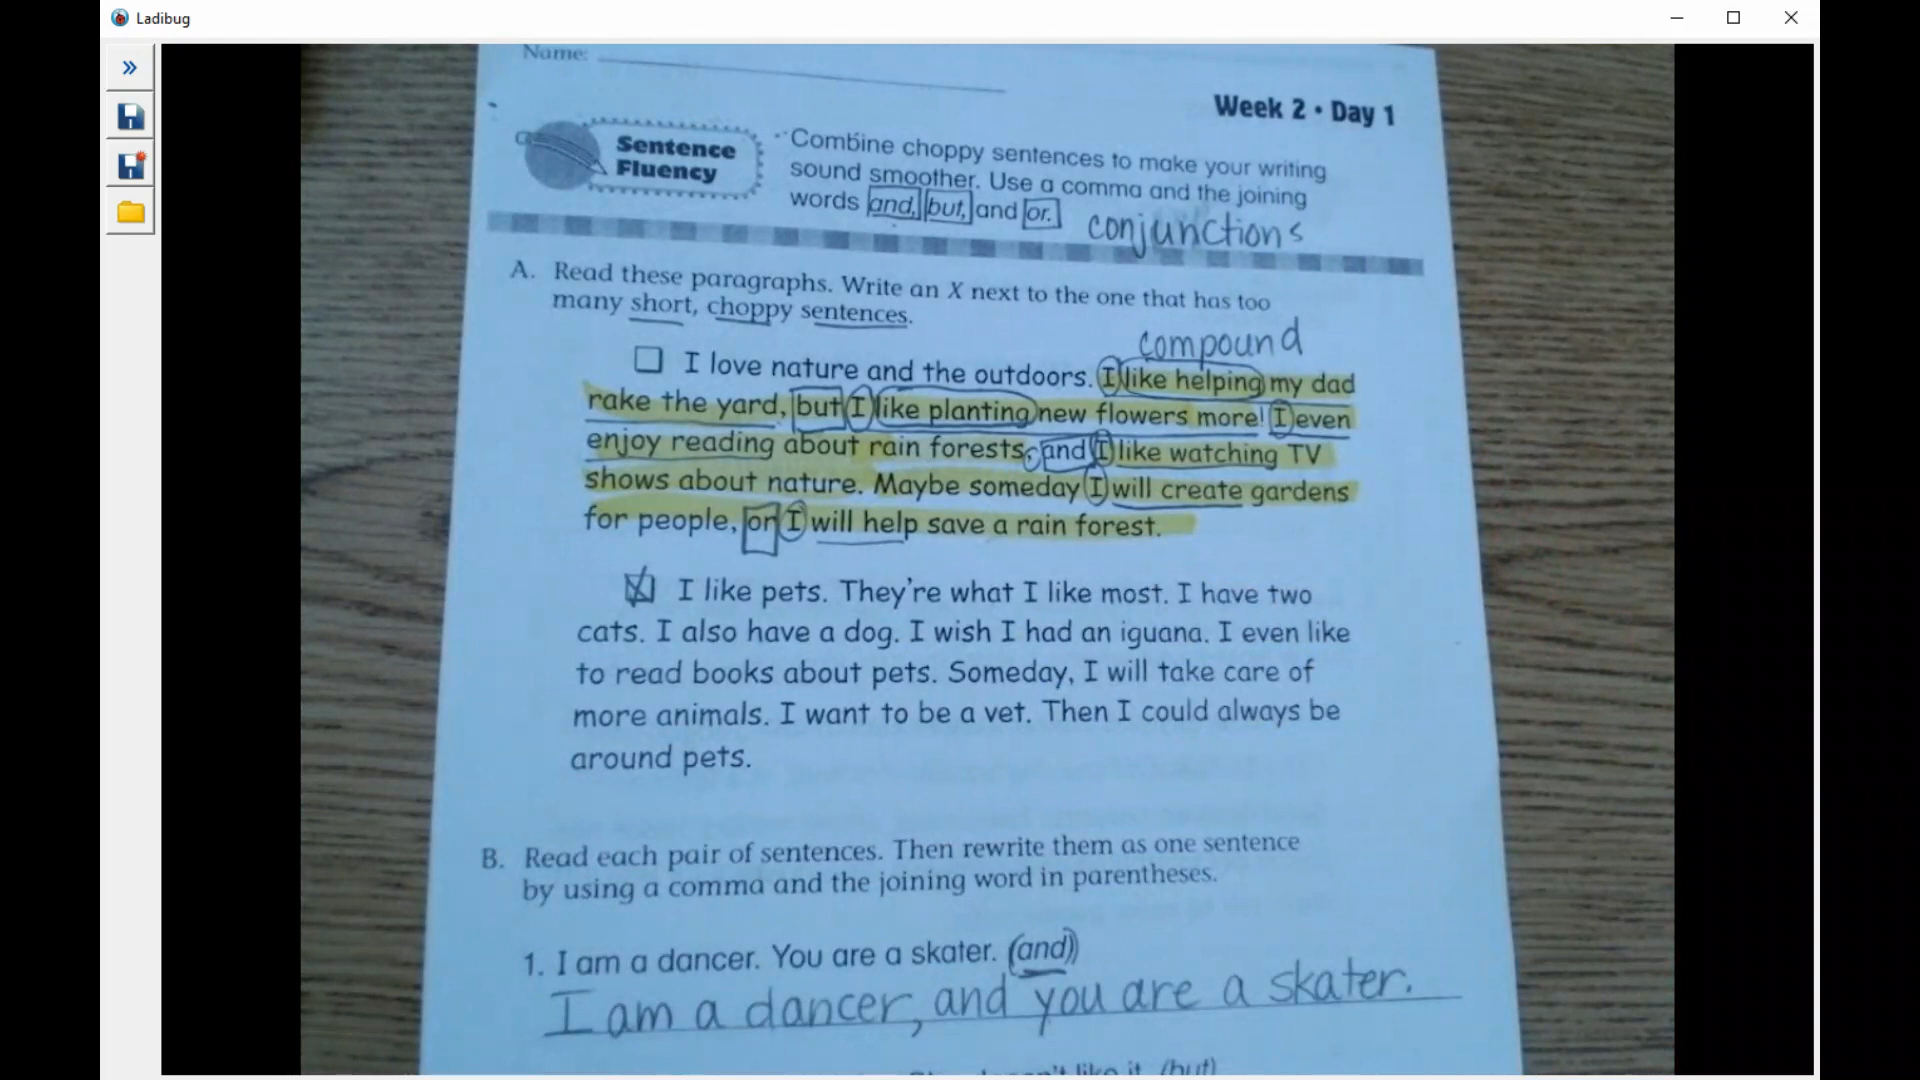 Ladibug
Name:
Week 2 • Day 1
Sentence
Fluency
Combine choppy sentences to make your writing
sound smoother. Use a comma and the joining
words and, but, and or.
conjunctions
A. Read these paragraphs. Write an X next to the one that has too
many short, choppy sentences.
compound
I love nature and the outdoors. I like helping my dad
rake the yard, but I like planting new flowers more! I even
enjoy reading about rain forests, and I like watching TV
shows about nature. Maybe someday I will create gardens
for people, or I will help save a rain forest.
X I like pets. They're what I like most. I have two
cats. I also have a dog. I wish I had an iguana. I even like
to read books about pets. Someday, I will take care of
more animals. I want to be a vet. Then I could always be
around pets.
B. Read each pair of sentences. Then rewrite them as one sentence
by using a comma and the joining word in parentheses.
1. I am a dancer. You are a skater. (and)
I am a dancer, and you are a skater.
like it. (but)